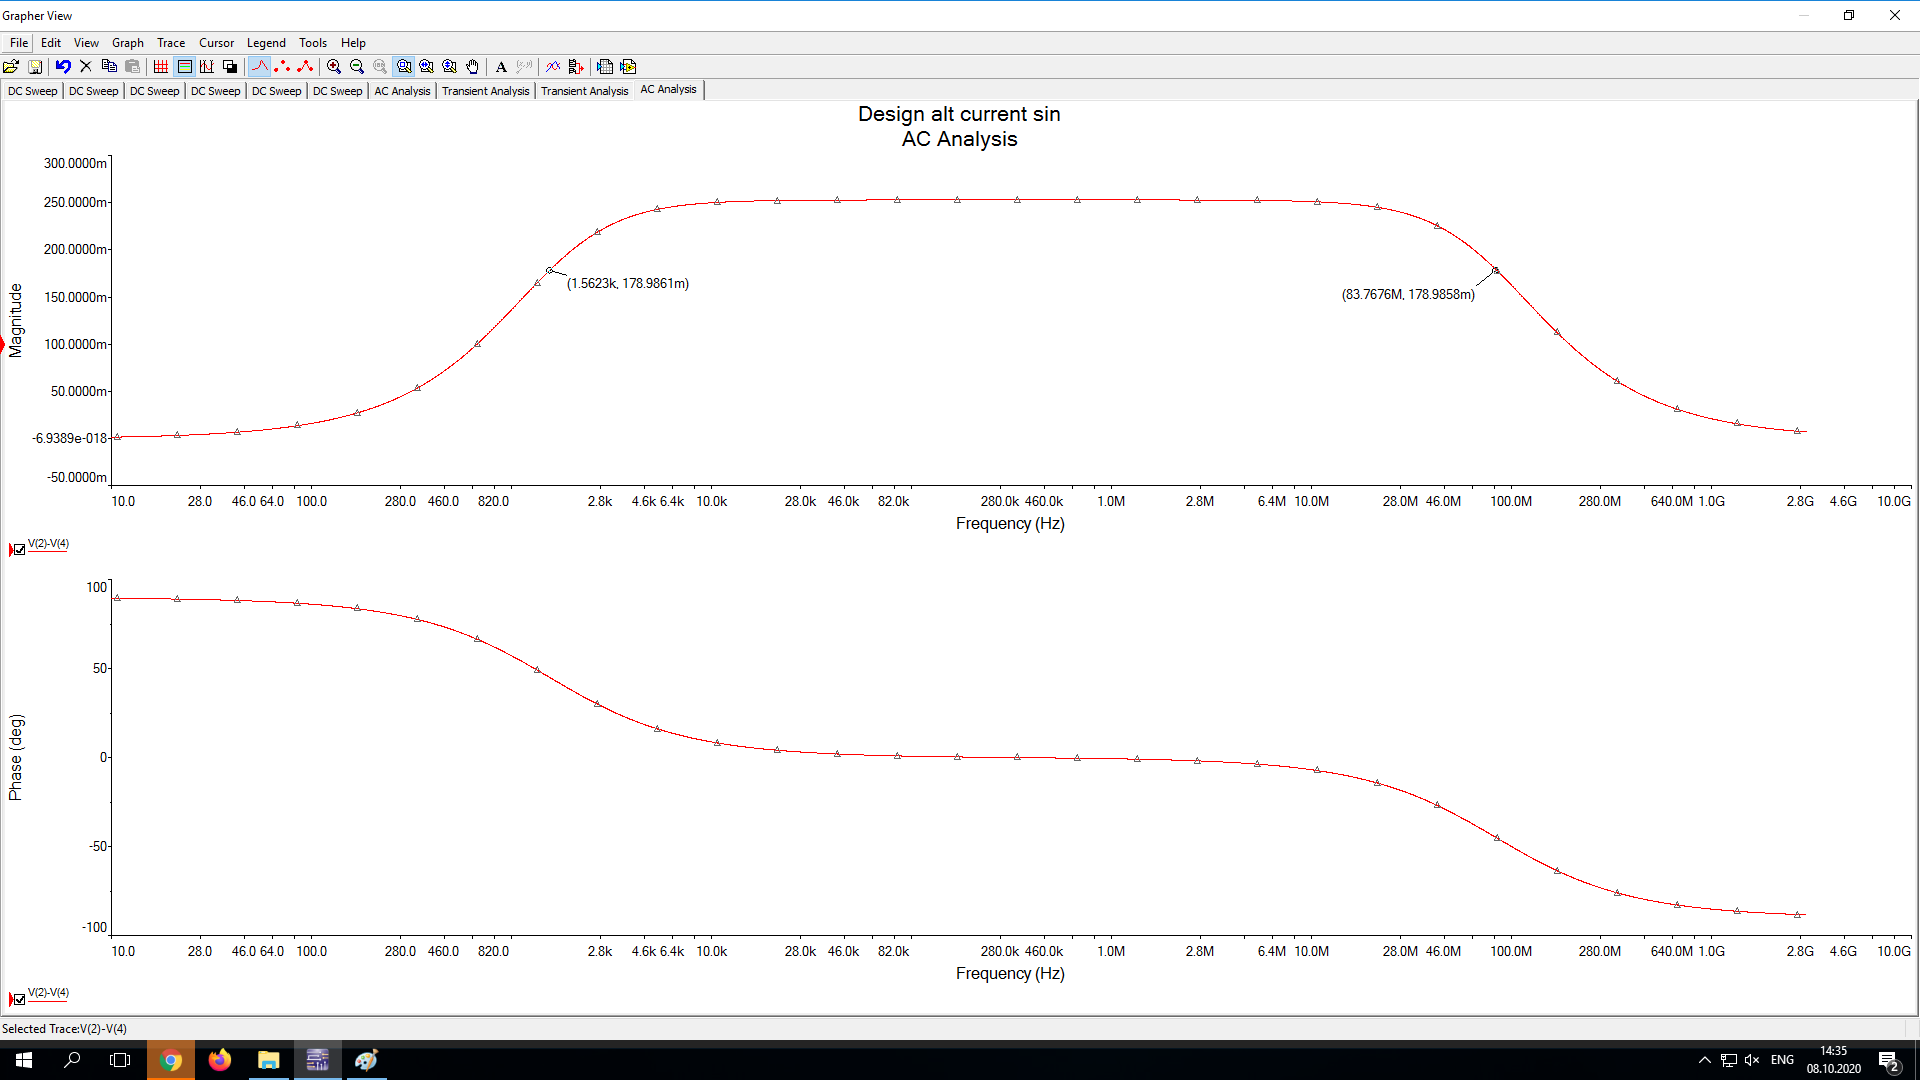 Grapher View
File Edit View Graph Trace Cursor Legend Tools Help
DC Sweep DC Sweep DC Sweep DC Sweep DC Sweep DC Sweep AC Analysis Transient Analysis Transient Analysis AC Analysis
Design alt current sin
AC Analysis
300.0000m
250.0000m
200.0000m
150.0000m
100.0000m
50.0000m
-6.9389e-018
-50.0000m
Magnitude
(1.5623k, 178.9861m)
(83.7676M, 178.9858m)
10.0 28.0 46.0 64.0 100.0 280.0 460.0 820.0 2.8k 4.6k 6.4k 10.0k 28.0k 46.0k 82.0k 280.0k 460.0k 1.0M 2.8M 6.4M 10.0M 28.0M 46.0M 100.0M 280.0M 640.0M 1.0G 2.8G 4.6G 10.0G
Frequency (Hz)
V(2)-V(4)
100
50
0
-50
-100
Phase (deg)
10.0 28.0 46.0 64.0 100.0 280.0 460.0 820.0 2.8k 4.6k 6.4k 10.0k 28.0k 46.0k 82.0k 280.0k 460.0k 1.0M 2.8M 6.4M 10.0M 28.0M 46.0M 100.0M 280.0M 640.0M 1.0G 2.8G 4.6G 10.0G
Frequency (Hz)
V(2)-V(4)
Selected Trace:V(2)-V(4)
ENG
14:35
08.10.2020
2